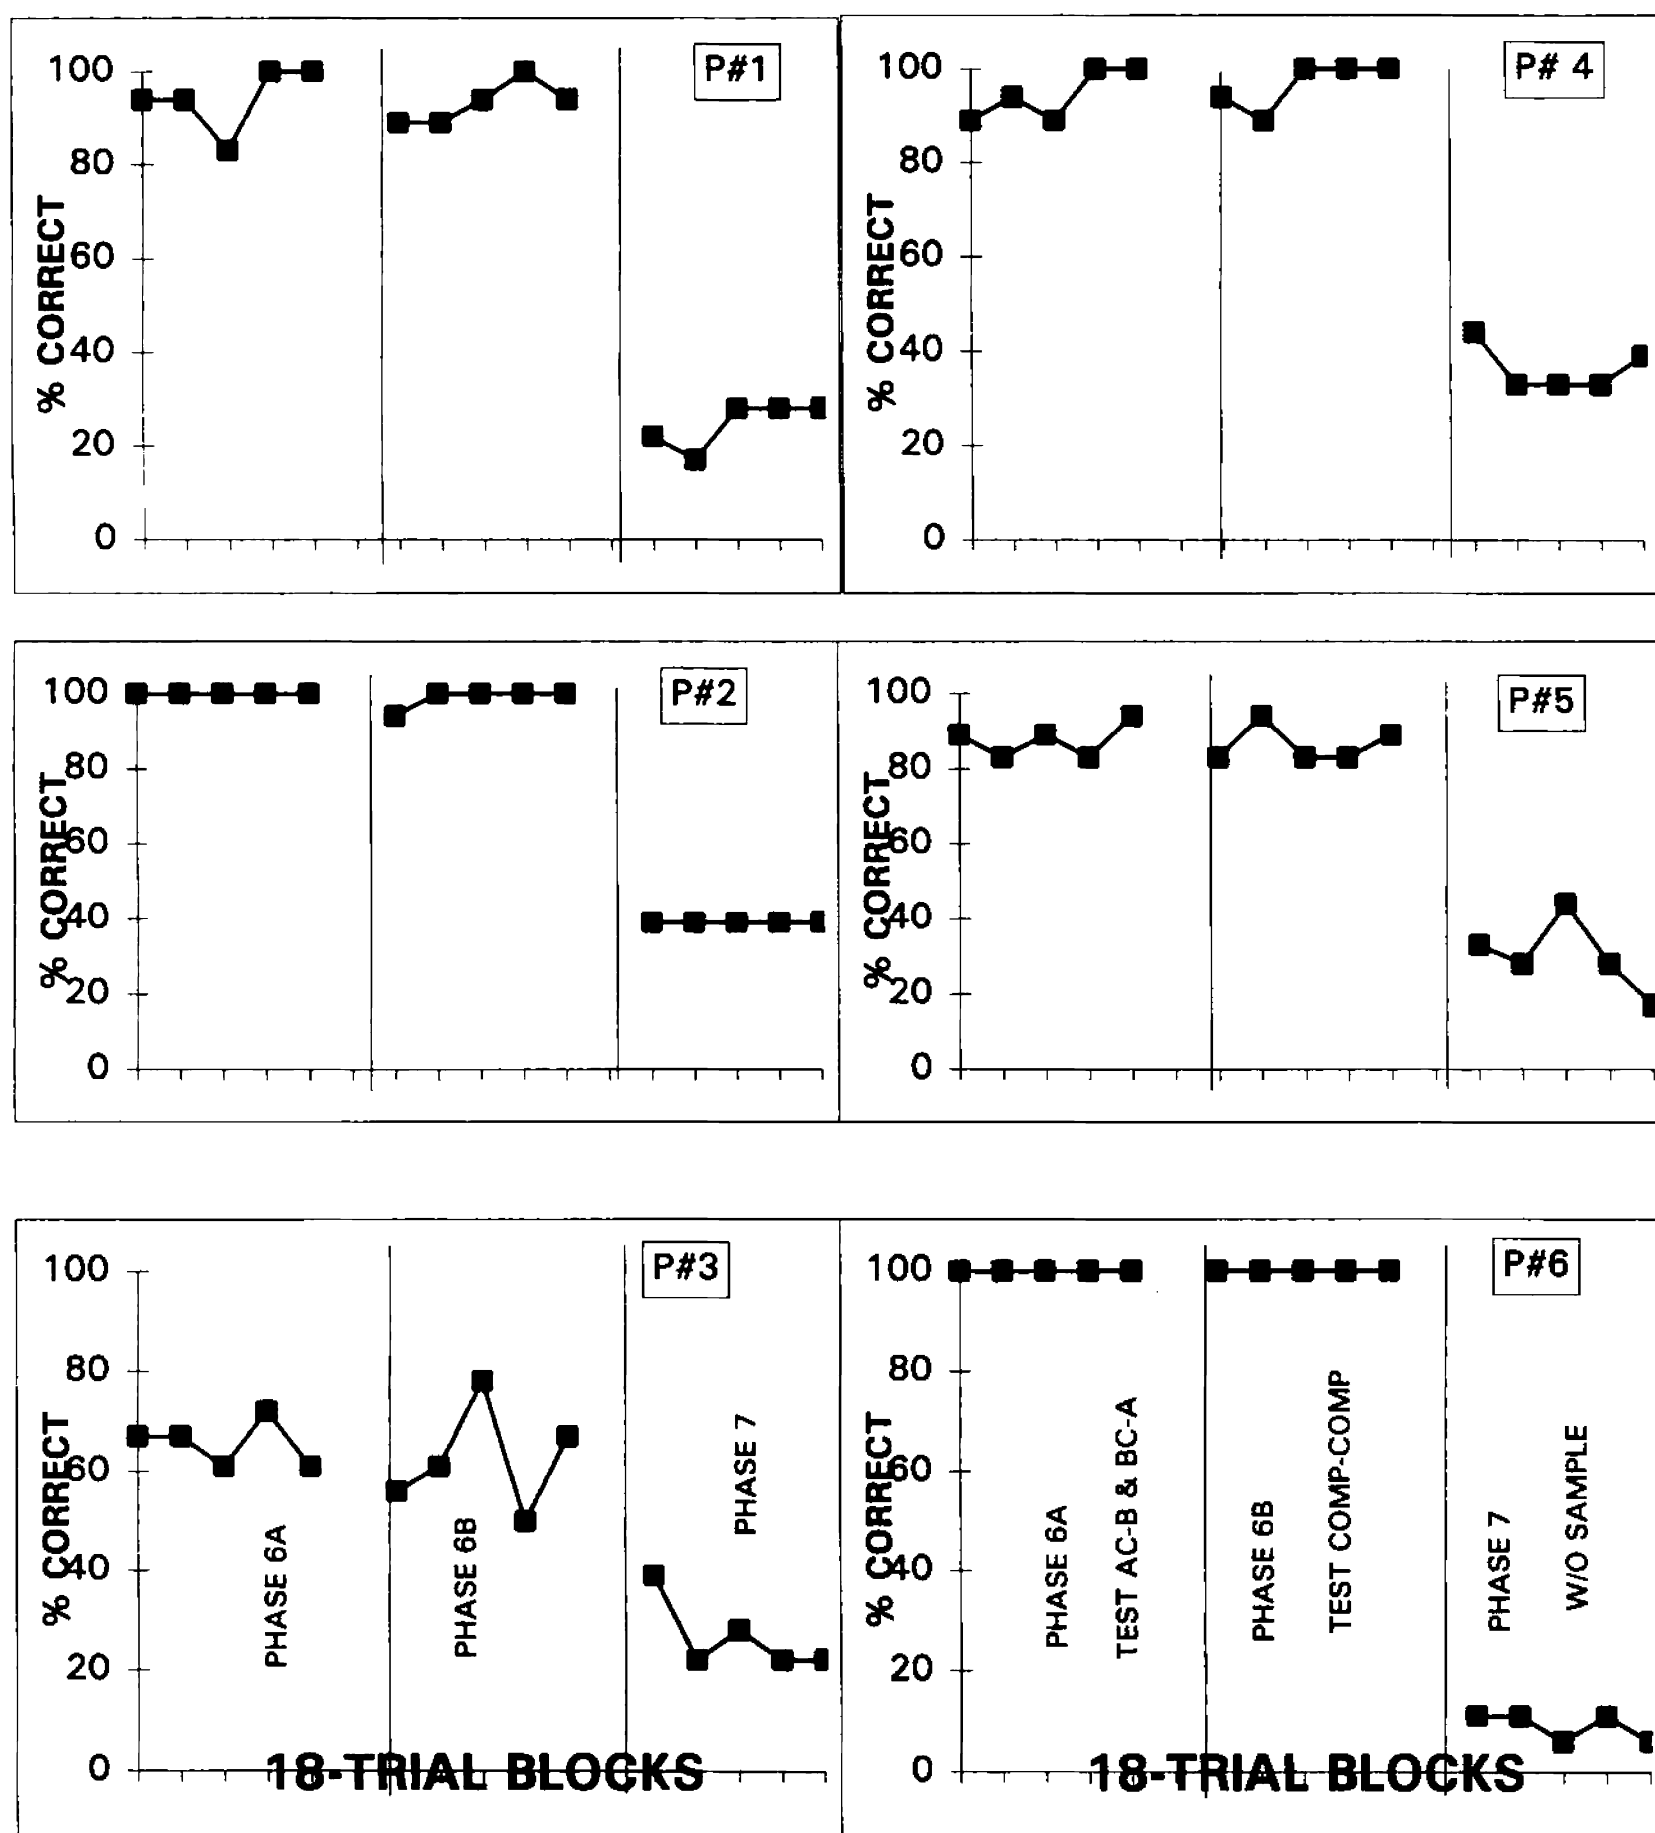 P#1
100
80
60
40
20
0
% CORRECT
P# 4
100
80
60
40
20
0
% CORRECT
P#2
100
80
60
40
20
0
% CORRECT
P#5
100
80
60
40
20
0
% CORRECT
P#3
100
80
60
40
20
0
% CORRECT
PHASE 6A
PHASE 6B
PHASE 7
18-TRIAL BLOCKS
P#6
100
80
60
40
20
0
% CORRECT
PHASE 6A
TEST AC-B & BC-A
PHASE 6B
TEST COMP-COMP
PHASE 7
W/O SAMPLE
18-TRIAL BLOCKS